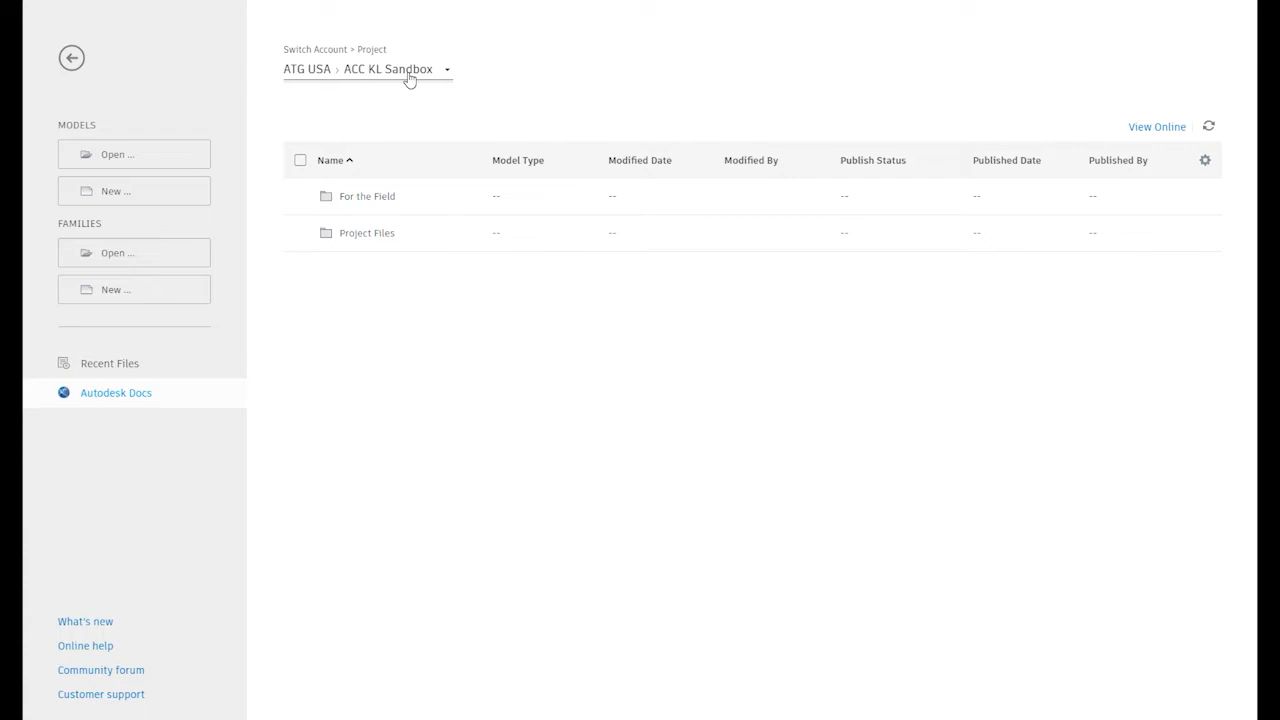 Switch Account > Project
ATG USA › ACC KL Sandbox
MODELS
Open ...
New ...
FAMILIES
Open ...
New ...
Recent Files
Autodesk Docs
What's new
Online help
Community forum
Customer support
View Online
Name Model Type Modified Date Modified By Publish Status Published Date Published By
For the Field -- -- -- -- --
Project Files -- -- -- -- --